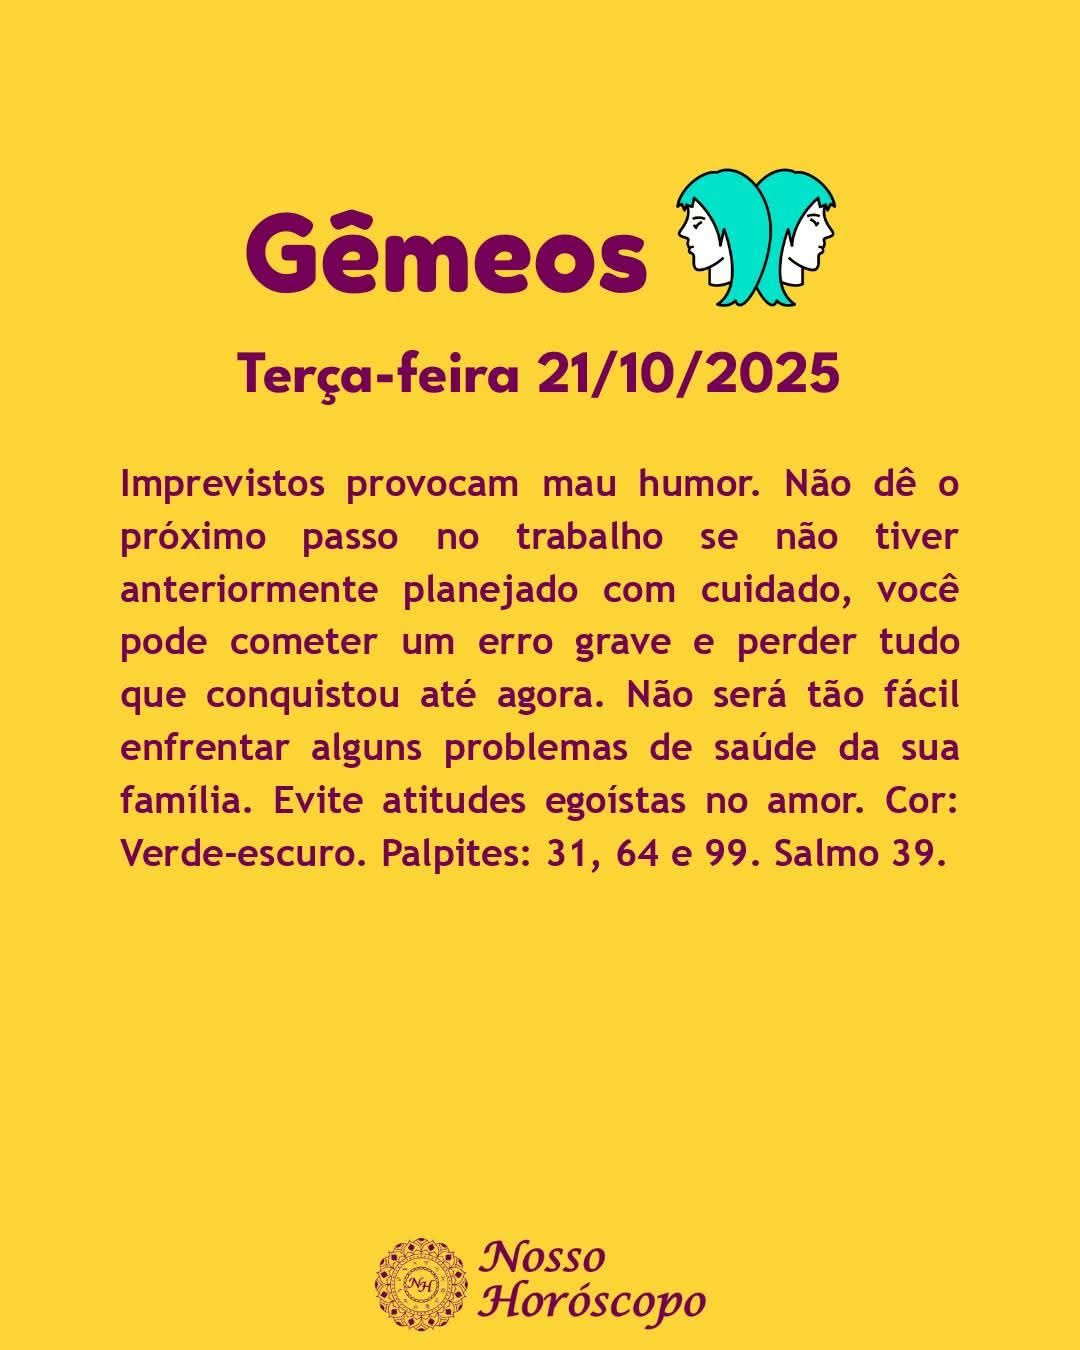 Gêmeos
Terça-feira 21/10/2025
Imprevistos provocam mau humor. Não dê o
próximo passo no trabalho se não tiver
anteriormente planejado com cuidado, você
pode cometer um erro grave e perder tudo
que conquistou até agora. Não será tão fácil
enfrentar alguns problemas de saúde da sua
família. Evite atitudes egoístas no amor. Cor:
Verde-escuro. Palpites: 31, 64 e 99. Salmo 39.
NH
Nosso
Horóscopo